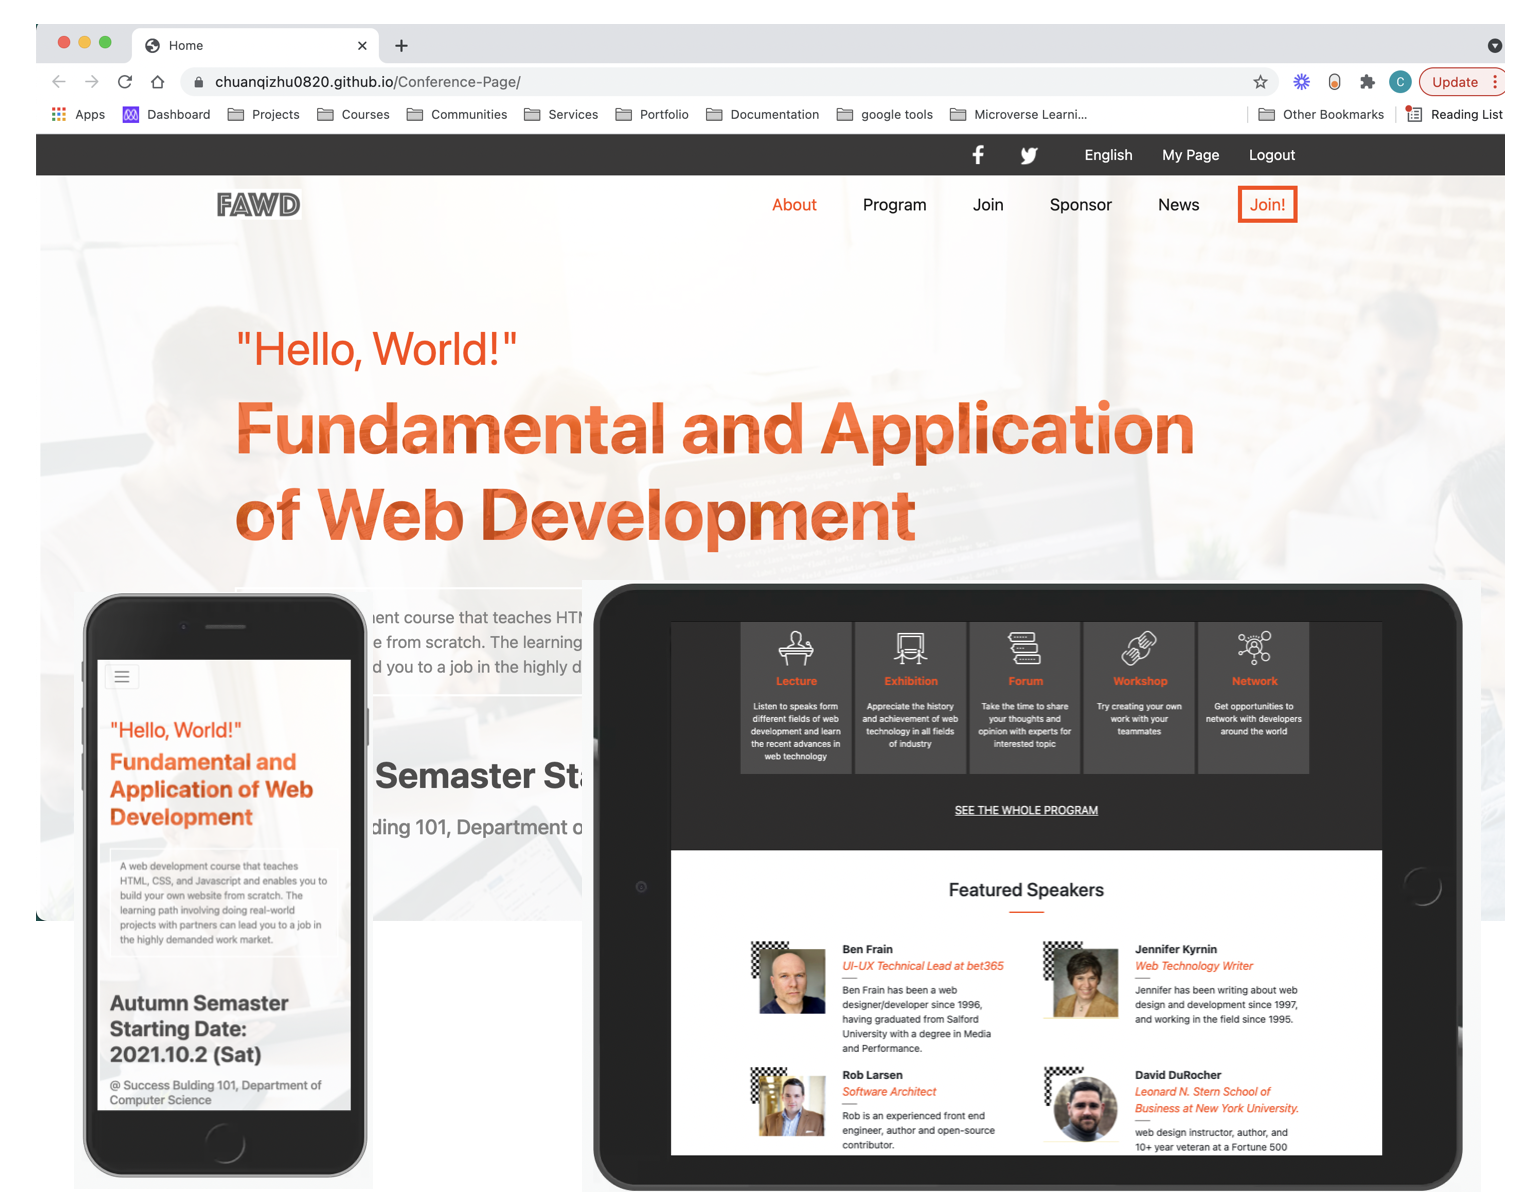 Home
chuanqizhu0820.github.io/Conference-Page/
C
Update
Apps Dashboard Projects Courses Communities Services Portfolio Documentation google tools Microverse Learni... Other Bookmarks Reading List
English My Page Logout
FAWD
About Program Join Sponsor News Join!
"Hello, World!"
Fundamental and Application
of Web Development
ent course that teaches HT
e from scratch. The learning
d you to a job in the highly d
Semaster St
ding 101, Department o
"Hello, World!"
Fundamental and
Application of Web
Development
A web development course that teaches
HTML, CSS, and Javascript and enables you to
build your own website from scratch. The
learning path involving doing real-world
projects with partners can lead you to a job in
the highly demanded work market.
Autumn Semaster
Starting Date:
2021.10.2 (Sat)
@ Success Bulding 101, Department of
Computer Science
Lecture
Listen to speaks form
different fields of web
development and learn
the recent advances in
web technology
Exhibition
Appreciate the history
and achievement of web
technology in all fields
of industry
Forum
Take the time to share
your thoughts and
opinion with experts for
interested topic
Workshop
Try creating your own
work with your
teammates
Network
Get opportunities to
network with developers
around the world
SEE THE WHOLE PROGRAM
Featured Speakers
Ben Frain
UI-UX Technical Lead at bet365
Ben Frain has been a web
designer/developer since 1996,
having graduated from Salford
University with a degree in Media
and Performance.
Jennifer Kyrnin
Web Technology Writer
Jennifer has been writing about web
design and development since 1997,
and working in the field since 1995.
Rob Larsen
Software Architect
Rob is an experienced front end
engineer, author and open-source
contributor.
David DuRocher
Leonard N. Stern School of
Business at New York University.
web design instructor, author, and
10+ year veteran at a Fortune 500